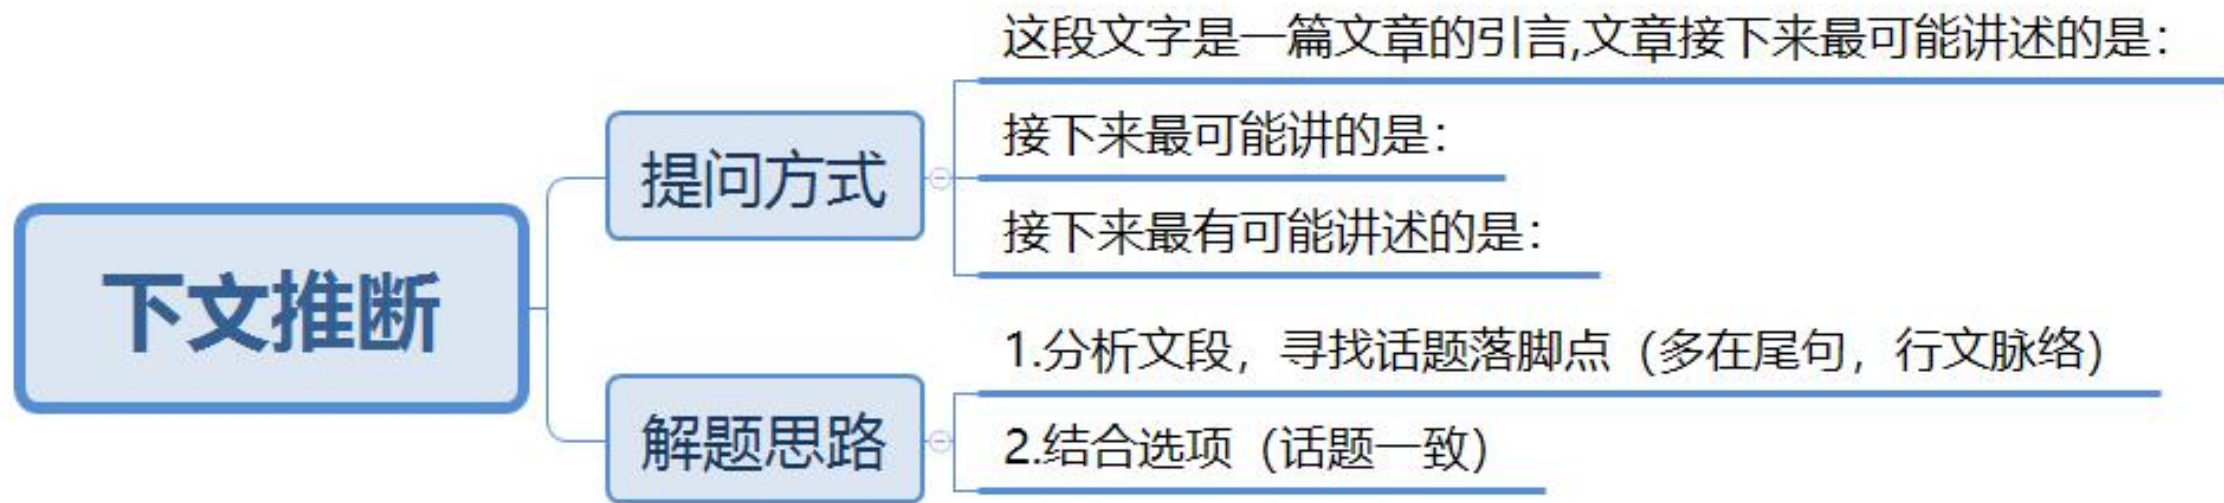 下文推断
提问方式
这段文字是一篇文章的引言,文章接下来最可能讲述的是：
接下来最可能讲的是：
接下来最有可能讲述的是：
解题思路
1.分析文段，寻找话题落脚点（多在尾句，行文脉络）
2.结合选项（话题一致）